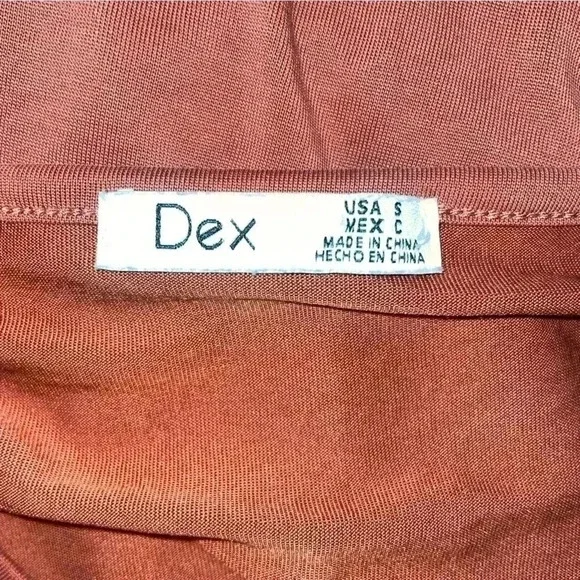 Dex
USA S
MEX C
MADE IN CHINA
HECHO EN CHINA